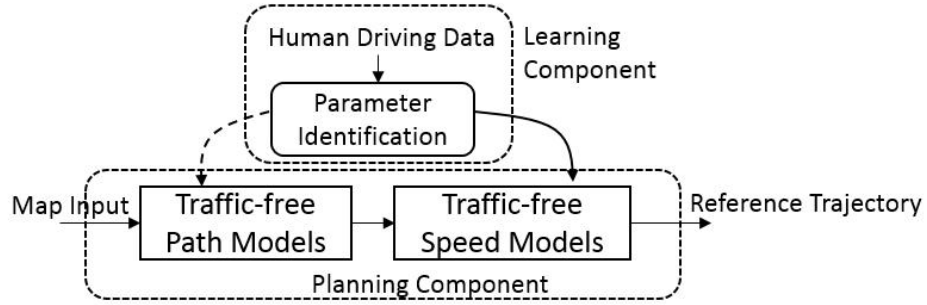 Human Driving Data
Learning
Component
Parameter
Identification
Map Input
Traffic-free
Path Models
Traffic-free
Speed Models
Reference Trajectory
Planning Component